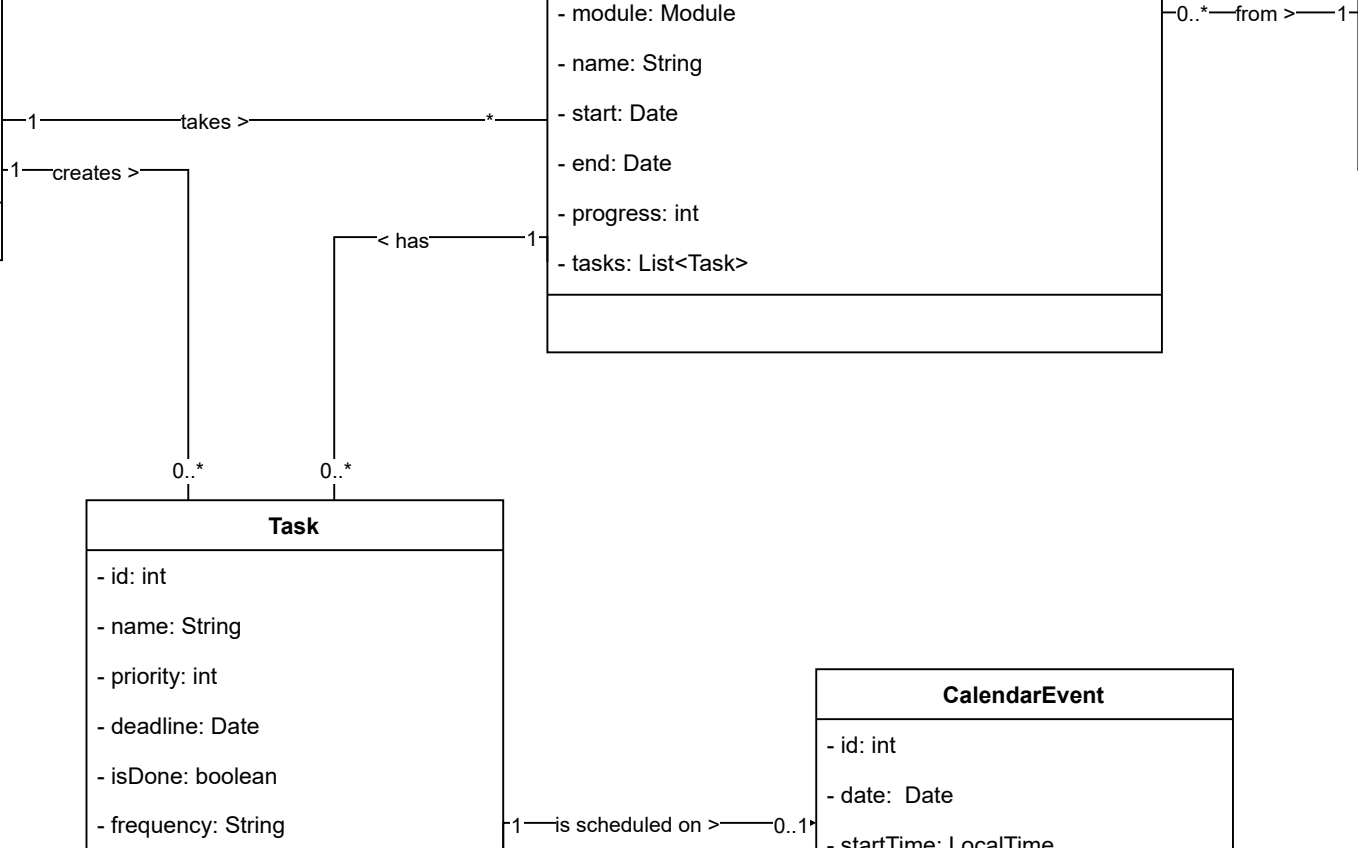 - module: Module
0..* from > 1
- name: String
- start: Date
1 takes > *
- end: Date
1 creates >
- progress: int
< has 1
- tasks: List<Task>
0..* 0..*
Task
- id: int
- name: String
- priority: int
- deadline: Date
- isDone: boolean
- frequency: String
1 is scheduled on > 0..1
CalendarEvent
- id: int
- date:  Date
- startTime: LocalTime